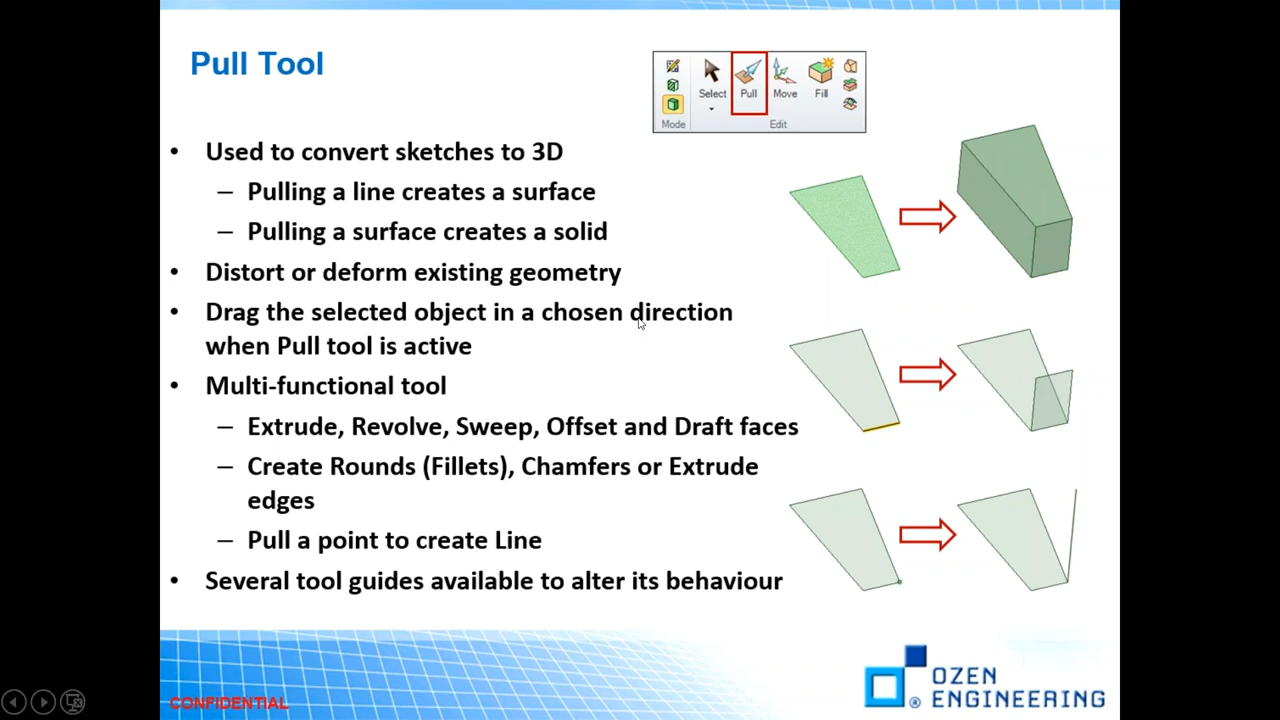 Pull Tool
Select
Pull
Move
Fill
Mode
Edit
• Used to convert sketches to 3D
– Pulling a line creates a surface
– Pulling a surface creates a solid
• Distort or deform existing geometry
• Drag the selected object in a chosen direction
when Pull tool is active
• Multi-functional tool
– Extrude, Revolve, Sweep, Offset and Draft faces
– Create Rounds (Fillets), Chamfers or Extrude
edges
– Pull a point to create Line
• Several tool guides available to alter its behaviour
CONFIDENTIAL
OZEN
® ENGINEERING